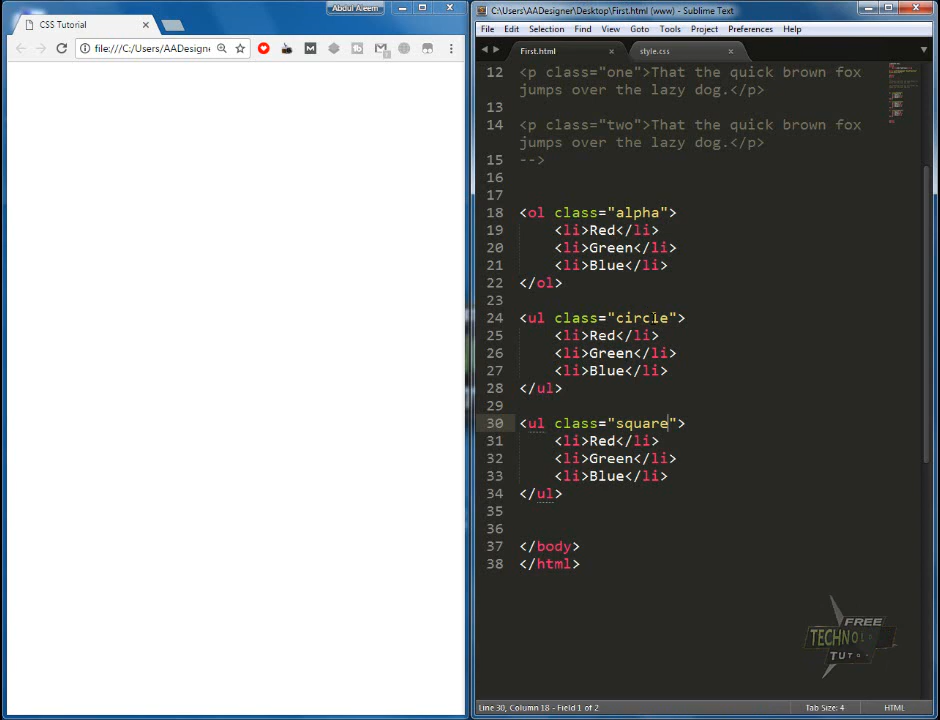 Abdul Aleem
CSS Tutorial
file:///C:/Users/AADesigne
C:\Users\AADesigner\Desktop\First.html (www) - Sublime Text
File Edit Selection Find View Goto Tools Project Preferences Help
First.html
style.css
12 <p class="one">That the quick brown fox
jumps over the lazy dog.</p>
13
14 <p class="two">That the quick brown fox
jumps over the lazy dog.</p>
15 -->
16
17
18 <ol class="alpha">
19 <li>Red</li>
20 <li>Green</li>
21 <li>Blue</li>
22 </ol>
23
24 <ul class="circle">
25 <li>Red</li>
26 <li>Green</li>
27 <li>Blue</li>
28 </ul>
29
30 <ul class="square">
31 <li>Red</li>
32 <li>Green</li>
33 <li>Blue</li>
34 </ul>
35
36
37 </body>
38 </html>
FREE
TECHNOL
TUTO
Line 30, Column 18 - Field 1 of 2
Tab Size: 4
HTML